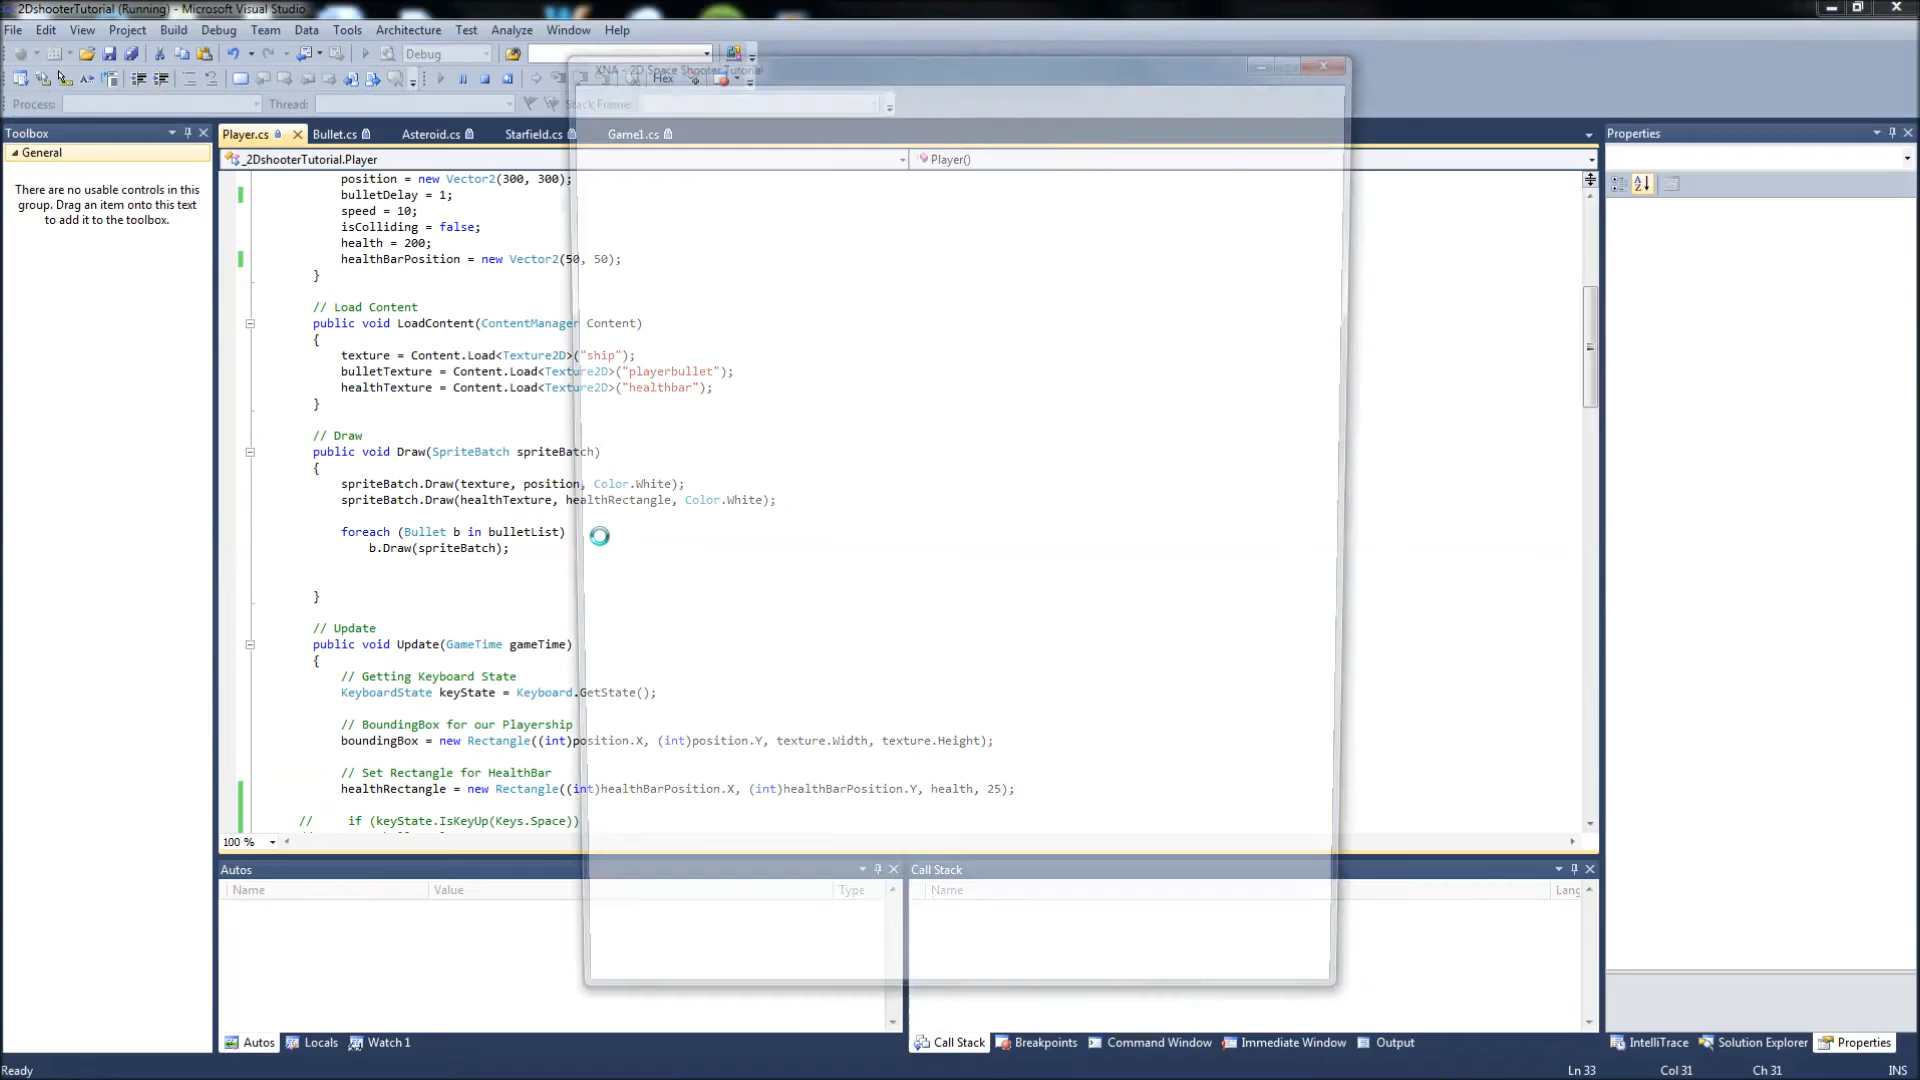 2DshooterTutorial (Running) - Microsoft Visual Studio
File Edit View Project Build Debug Team Data Tools Architecture Test Analyze Window Help
Debug
XNA - 2D Space Shooter Tutorial
Hex
Process: Thread: Stack Frame:
Toolbox
Player.cs Bullet.cs Asteroid.cs Starfield.cs Game1.cs
Properties
General
_2DshooterTutorial.Player Player()
There are no usable controls in this
group. Drag an item onto this text
to add it to the toolbox.
position = new Vector2(300, 300);
bulletDelay = 1;
speed = 10;
isColliding = false;
health = 200;
healthBarPosition = new Vector2(50, 50);
}
// Load Content
public void LoadContent(ContentManager Content)
{
texture = Content.Load<Texture2D>("ship");
bulletTexture = Content.Load<Texture2D>("playerbullet");
healthTexture = Content.Load<Texture2D>("healthbar");
}
// Draw
public void Draw(SpriteBatch spriteBatch)
{
spriteBatch.Draw(texture, position, Color.White);
spriteBatch.Draw(healthTexture, healthRectangle, Color.White);
foreach (Bullet b in bulletList)
b.Draw(spriteBatch);
}
// Update
public void Update(GameTime gameTime)
{
// Getting Keyboard State
KeyboardState keyState = Keyboard.GetState();
// BoundingBox for our Playership
boundingBox = new Rectangle((int)position.X, (int)position.Y, texture.Width, texture.Height);
// Set Rectangle for HealthBar
healthRectangle = new Rectangle((int)healthBarPosition.X, (int)healthBarPosition.Y, health, 25);
// if (keyState.IsKeyUp(Keys.Space))
100 %
Autos
Name Value Type
Call Stack
Name Lang
Autos Locals Watch 1
Call Stack Breakpoints Command Window Immediate Window Output
IntelliTrace Solution Explorer Properties
Ready Ln 33 Col 31 Ch 31 INS